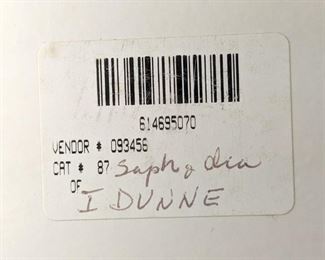 614695070
VENDOR # 093456
CAT # 87 saph & dia
OF I DUNNE